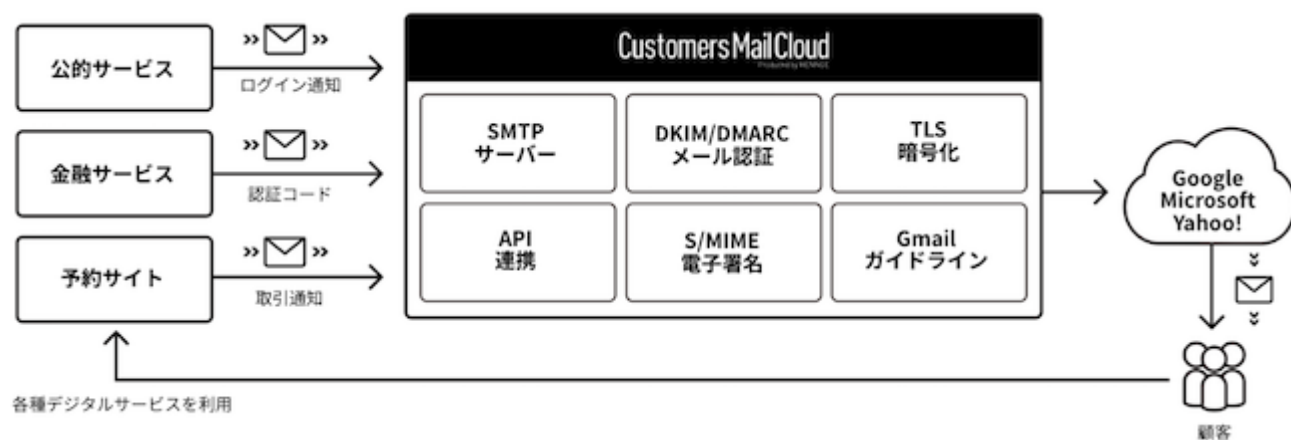 公的サービス
ログイン通知
金融サービス
認証コード
予約サイト
取引通知
CustomersMailCloud
Produced by HENNGE
SMTP
サーバー
DKIM/DMARC
メール認証
TLS
暗号化
API
連携
S/MIME
電子署名
Gmail
ガイドライン
Google
Microsoft
Yahoo!
顧客
各種デジタルサービスを利用